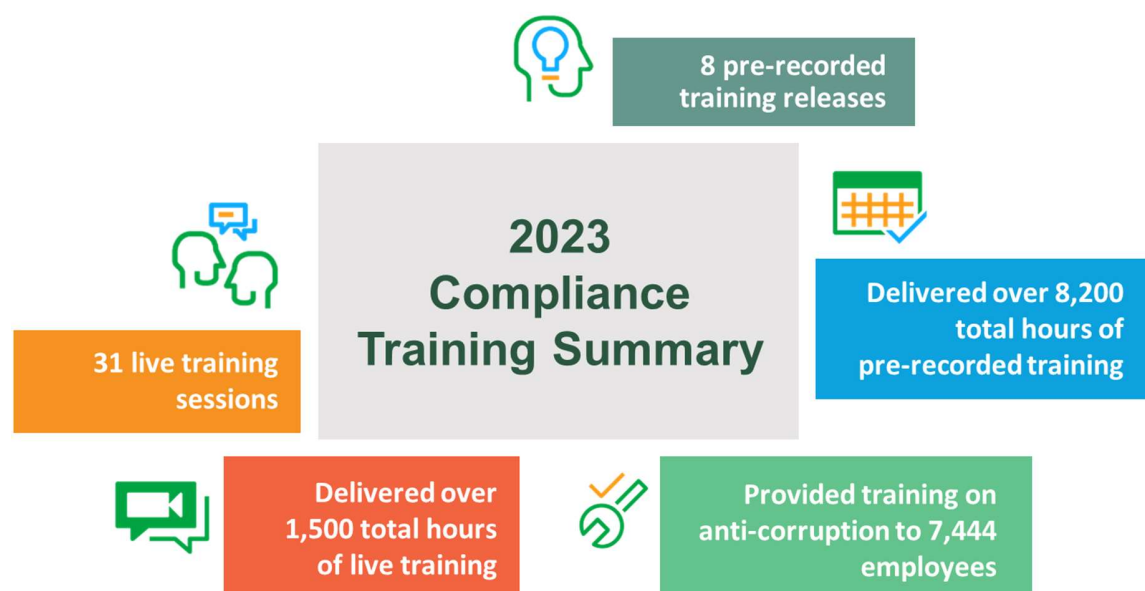 8 pre-recorded
training releases
2023
Compliance
Training Summary
Delivered over 8,200
total hours of
pre-recorded training
31 live training
sessions
Delivered over
1,500 total hours
of live training
Provided training on
anti-corruption to 7,444
employees